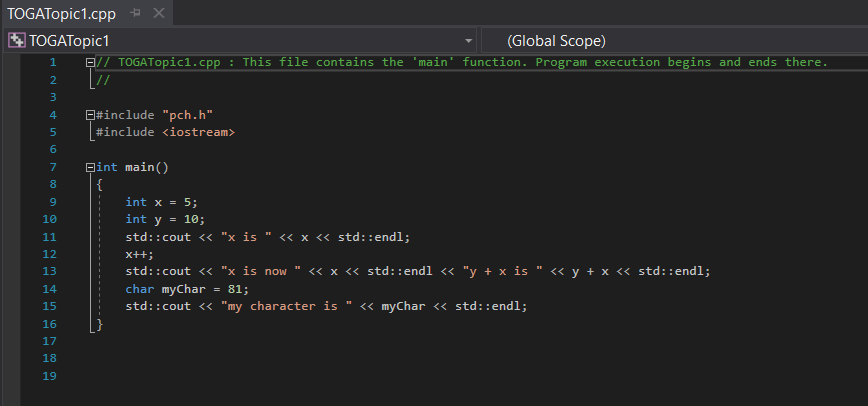 TOGATopic1.cpp
TOGATopic1 (Global Scope)
1 // TOGATopic1.cpp : This file contains the 'main' function. Program execution begins and ends there.
2 //
3
4 #include "pch.h"
5 #include <iostream>
6
7 int main()
8 {
9 int x = 5;
10 int y = 10;
11 std::cout << "x is " << x << std::endl;
12 x++;
13 std::cout << "x is now " << x << std::endl << "y + x is " << y + x << std::endl;
14 char myChar = 81;
15 std::cout << "my character is " << myChar << std::endl;
16 }
17
18
19